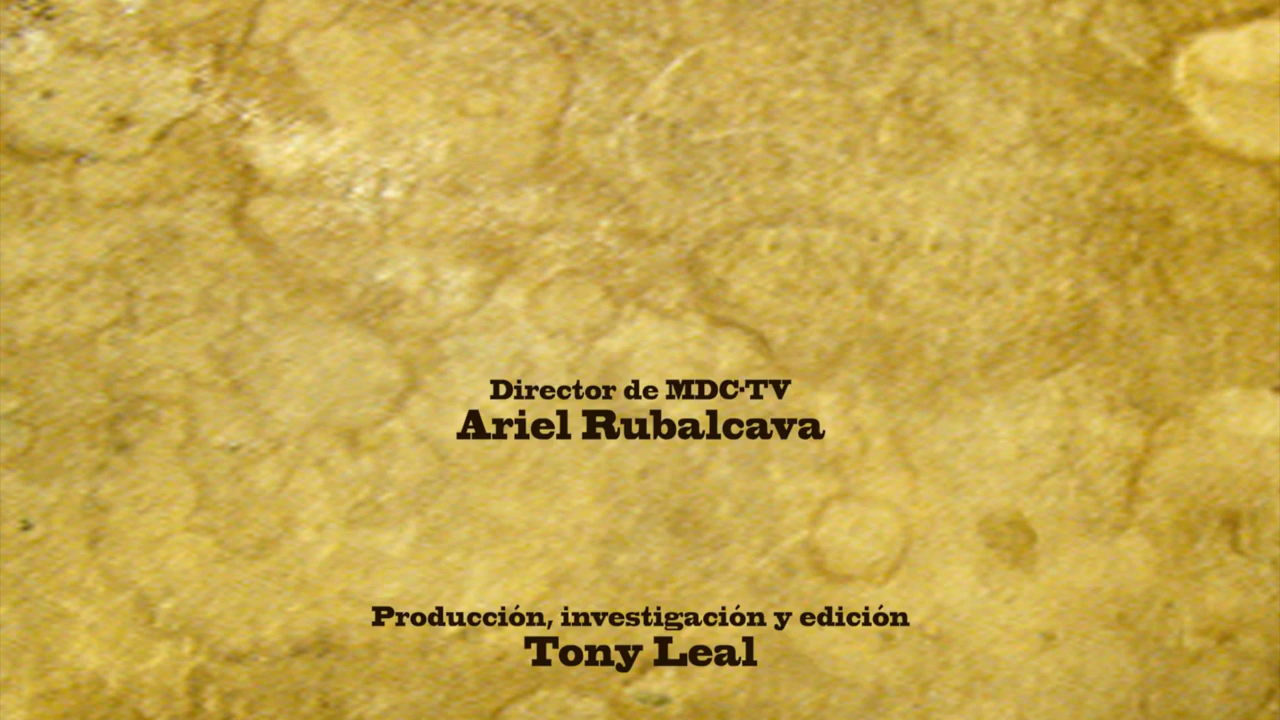 Director de MDC-TV
Ariel Rubalcava
Producción, investigación y edición
Tony Leal